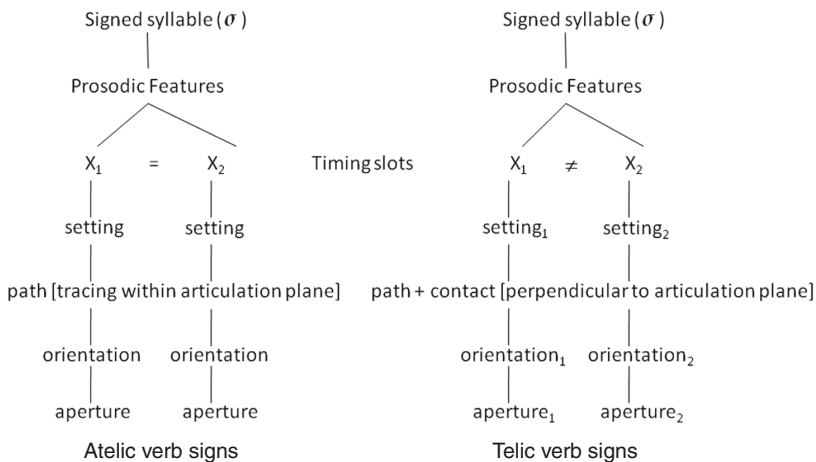 Signed syllable (σ) Signed syllable (σ)
Prosodic Features Prosodic Features
X₁ = X₂ Timing slots X₁ ≠ X₂
setting setting setting₁ setting₂
path [tracing within articulation plane] path + contact [perpendicular to articulation plane]
orientation orientation orientation₁ orientation₂
aperture aperture aperture₁ aperture₂
Atelic verb signs Telic verb signs